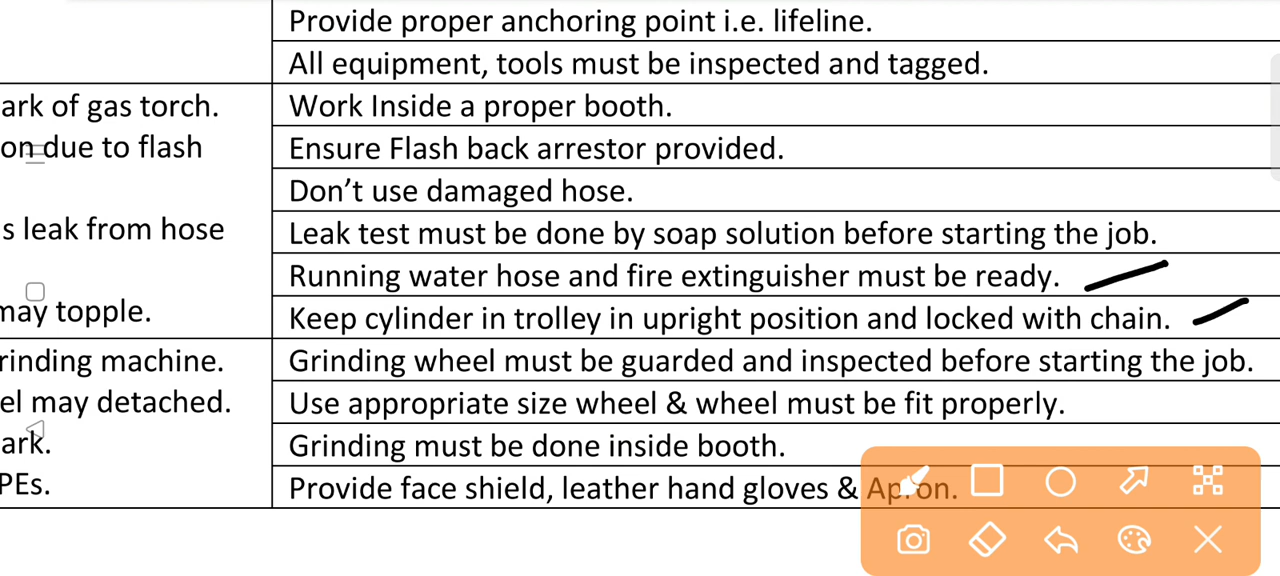 Provide proper anchoring point i.e. lifeline.
All equipment, tools must be inspected and tagged.
ark of gas torch.
Work Inside a proper booth.
on due to flash
Ensure Flash back arrestor provided.
Don’t use damaged hose.
s leak from hose
Leak test must be done by soap solution before starting the job.
Running water hose and fire extinguisher must be ready.
may topple.
Keep cylinder in trolley in upright position and locked with chain.
rinding machine.
Grinding wheel must be guarded and inspected before starting the job.
el may detached.
Use appropriate size wheel & wheel must be fit properly.
ark.
Grinding must be done inside booth.
PEs.
Provide face shield, leather hand gloves & Apron.